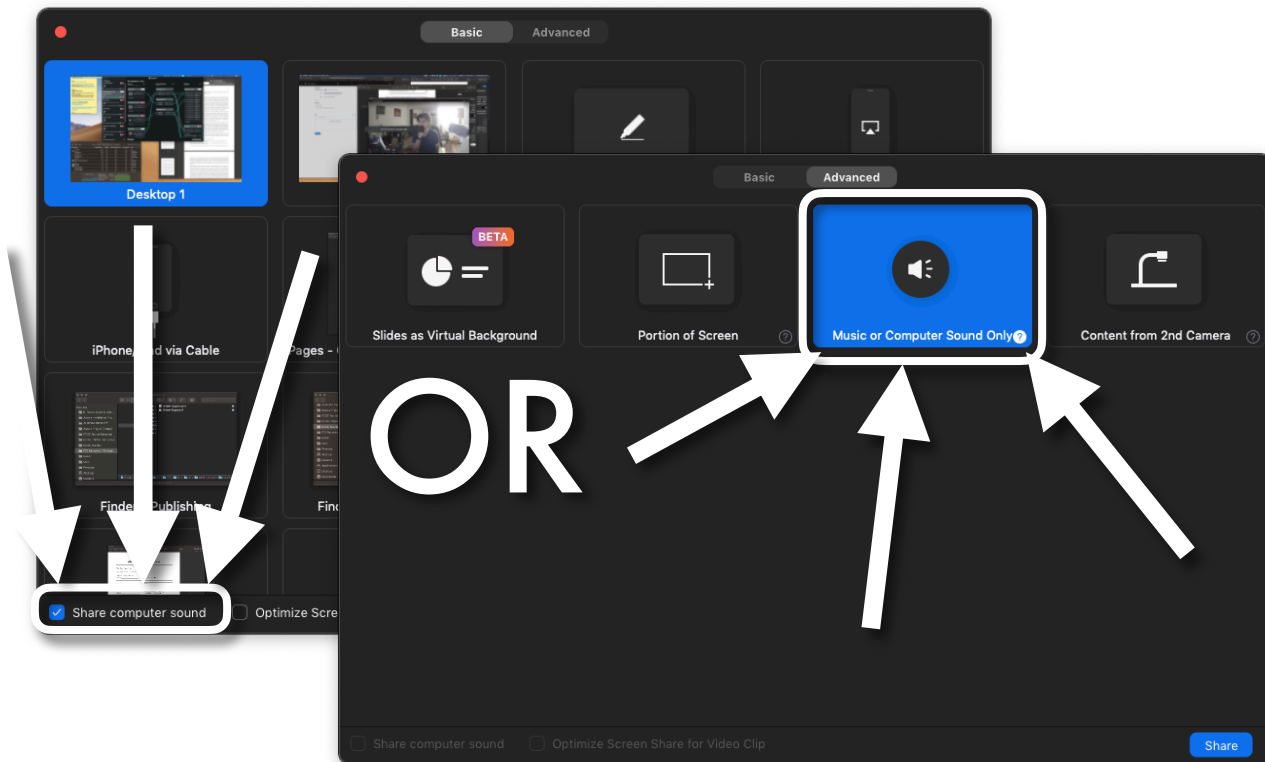 Basic
Advanced
Desktop 1
Basic
Advanced
BETA
Slides as Virtual Background
Portion of Screen
?
Music or Computer Sound Only
?
Content from 2nd Camera
?
iPhone/
d via Cable
Pages -
OR
Finde
Publishing
Fin
Share computer sound
Optimize Scre
Share computer sound
Optimize Screen Share for Video Clip
Share